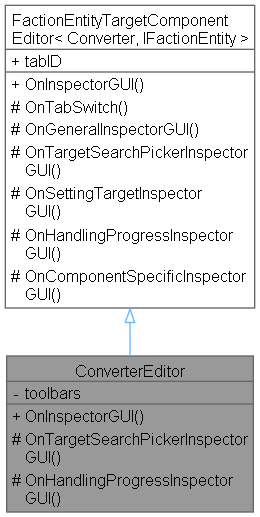 FactionEntityTargetComponent
Editor< Converter, IFactionEntity >
+ tabID
+ OnInspectorGUI()
# OnTabSwitch()
# OnGeneralInspectorGUI()
# OnTargetSearchPickerInspector
GUI()
# OnSettingTargetInspector
GUI()
# OnHandlingProgressInspector
GUI()
# OnComponentSpecificInspector
GUI()
ConverterEditor
- toolbars
+ OnInspectorGUI()
# OnTargetSearchPickerInspector
GUI()
# OnHandlingProgressInspector
GUI()